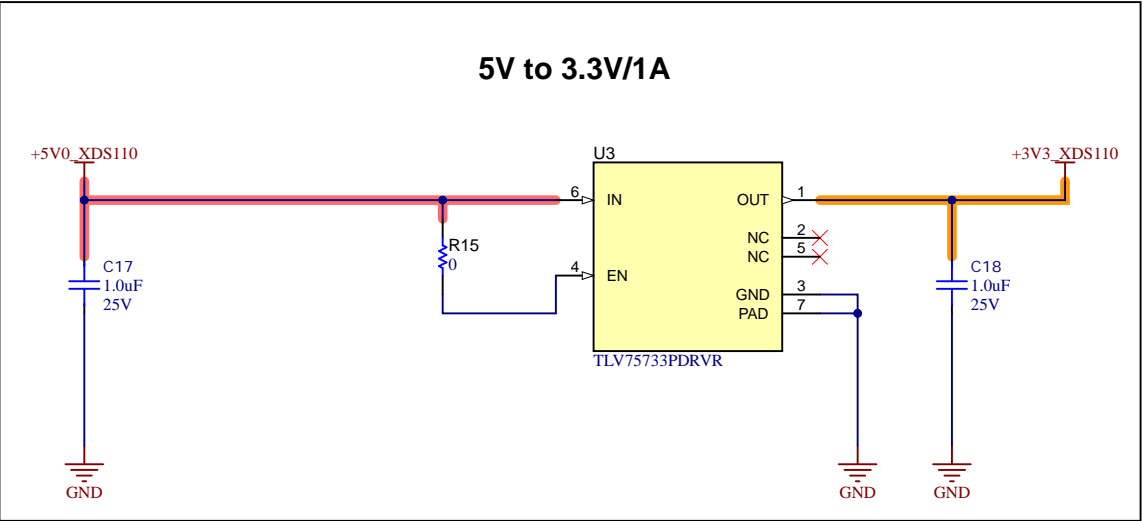 5V to 3.3V/1A
+5V0_XDS110
U3
+3V3_XDS110
6
IN
OUT
1
R15
0
NC
2
NC
5
C17
1.0uF
25V
4
EN
C18
1.0uF
25V
GND
3
PAD
7
TLV75733PDRVR
GND
GND
GND